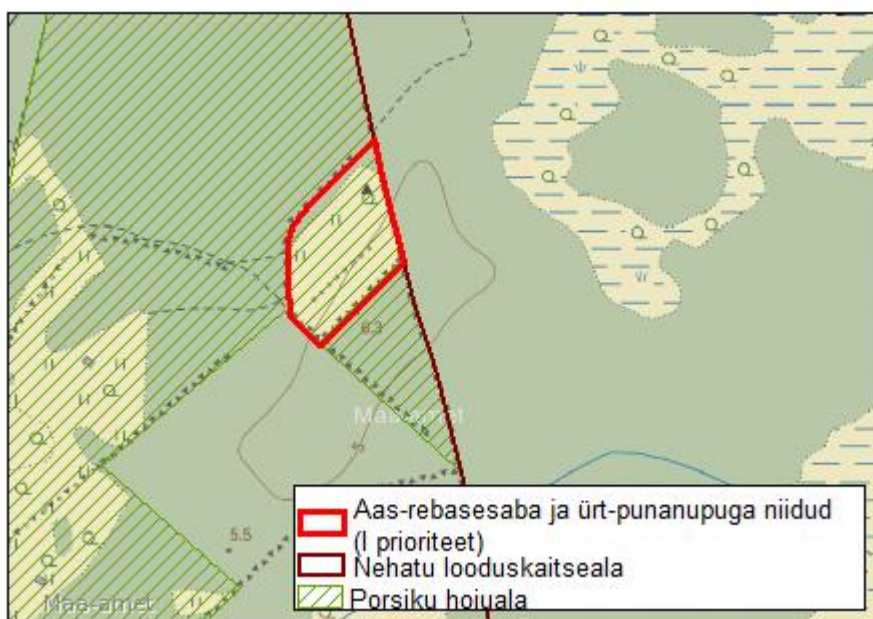 6.3
Maa-amet
5
5.5
Aas-rebasesaba ja ürt-punanupuga niidud
(I prioriteet)
Nehatu looduskaitseala
Porsiku hoiuala
Maa-amet